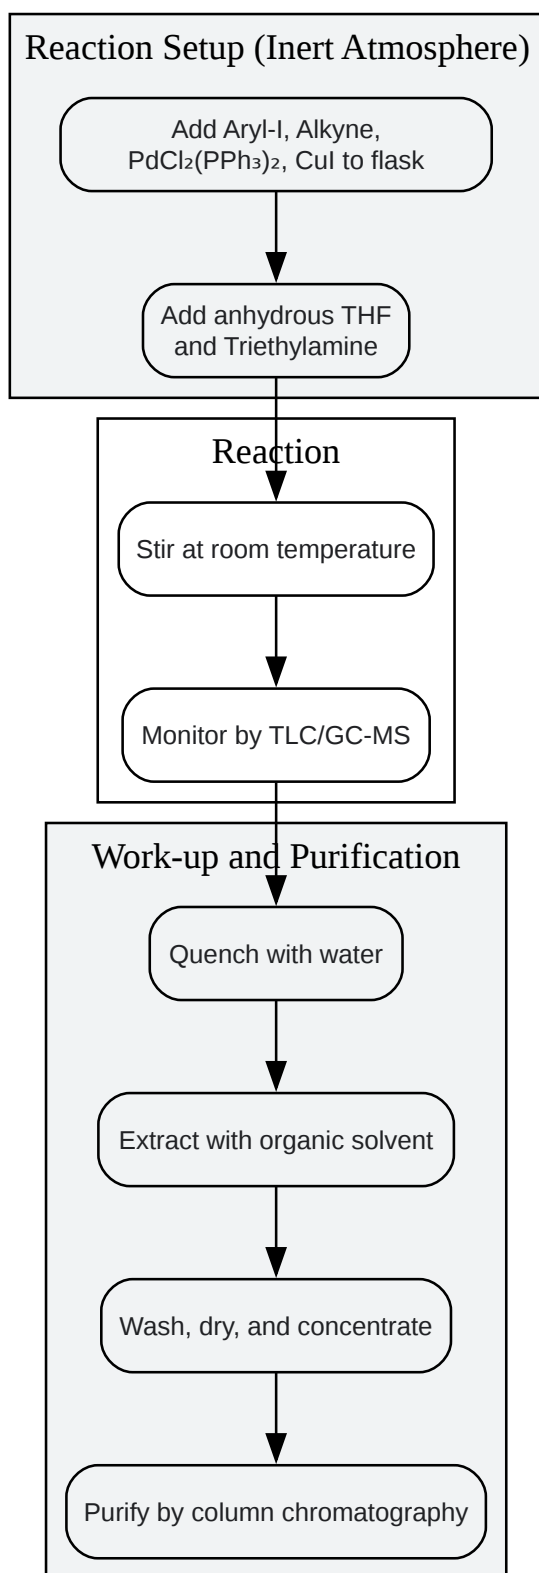 Reaction Setup (Inert Atmosphere)
Add Aryl-I, Alkyne,
PdCl₂(PPh₃)₂, CuI to flask
Add anhydrous THF
and Triethylamine
Reaction
Stir at room temperature
Monitor by TLC/GC-MS
Work-up and Purification
Quench with water
Extract with organic solvent
Wash, dry, and concentrate
Purify by column chromatography